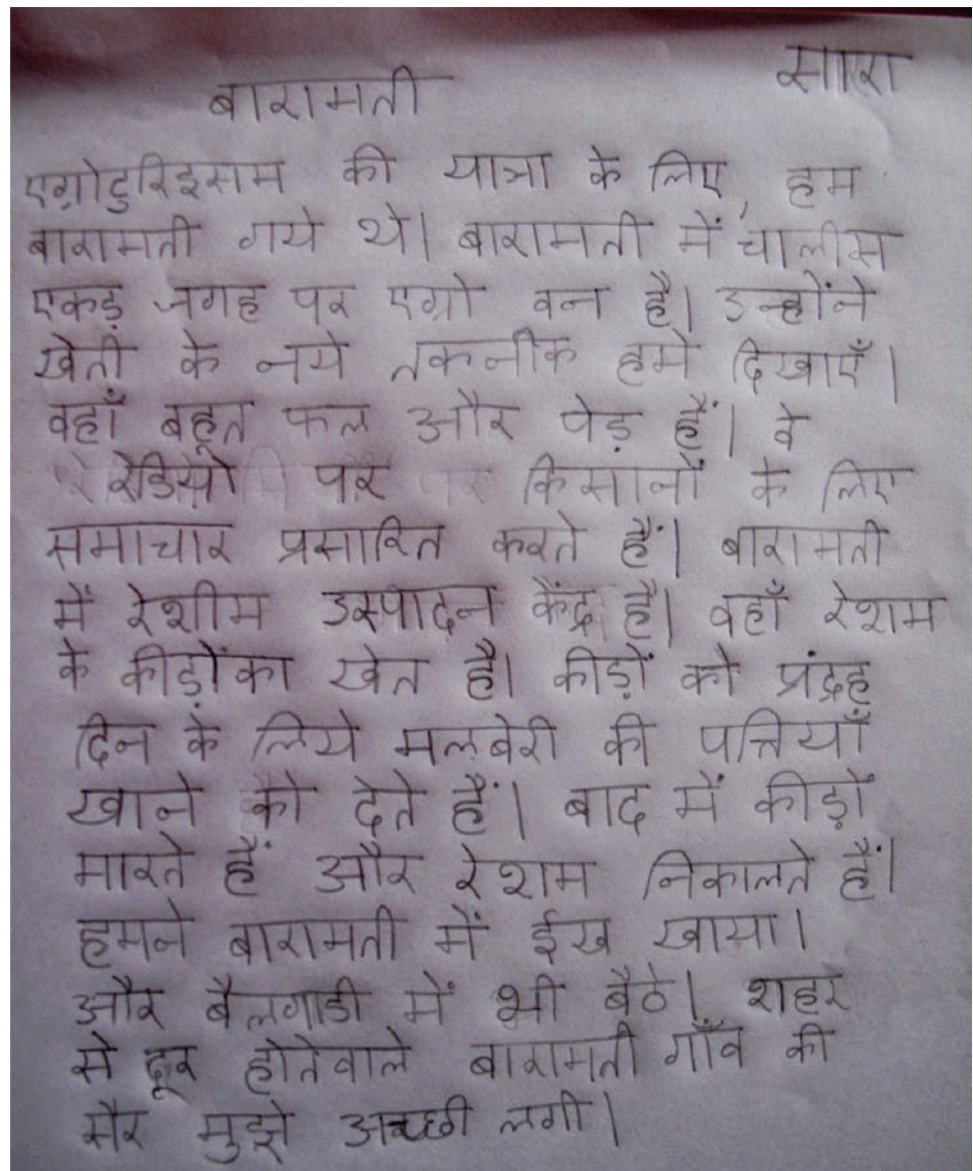 सारा
बारामती
एग्रोटुरिइसम की यात्रा के लिए, हम
बारामती गये थे। बारामती में चालीस
एकड़ जगह पर एग्रो वन है। उन्होंने
खेती के नये तकनीक हमे दिखाएँ।
वहाँ बहूत फल और पेड़ हैं। वे
रेडियो पर किसानों के लिए
समाचार प्रसारित करते हैं। बारामती
में रेशीम उस्पादन केंद्र है। वहाँ रेशम
के कीड़ोंका खेत है। कीड़ों को प्रंद्रह
दिन के लिये मलबेरी की पत्तियाँ
खाने को देते हैं। बाद में कीड़ों
मारते हैं और रेशम निकालते हैं।
हमने बारामती में ईख खाया।
और बैलगाडी में भी बैठे। शहर
से दूर होतेवाले बारामती गाँव की
सैर मुझे अच्छी लगी।